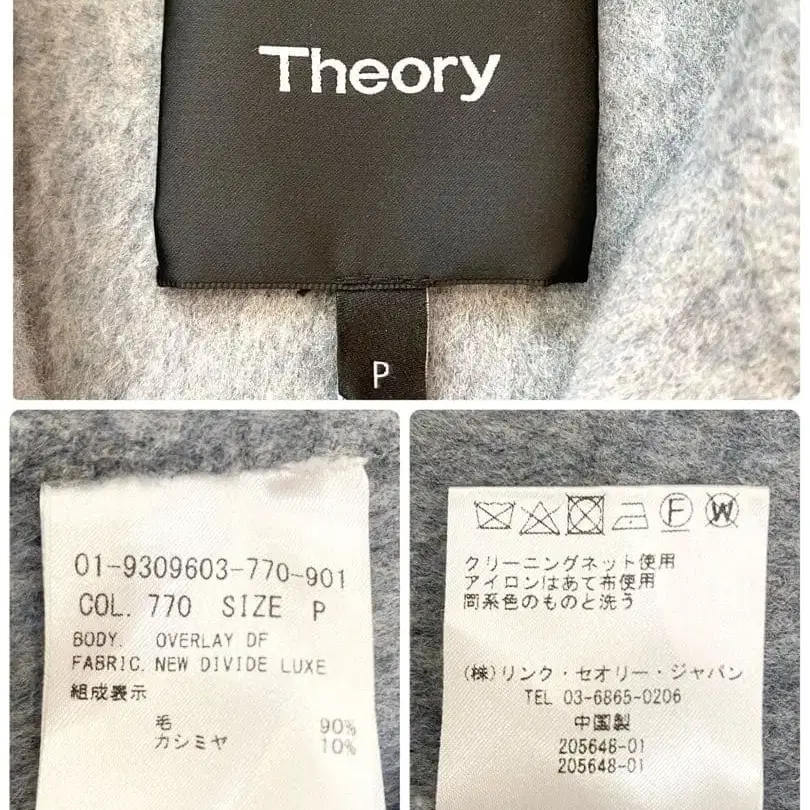 Theory
P
01-9309603-770-901
COL. 770 SIZE P
BODY. OVERLAY DF
FABRIC. NEW DIVIDE LUXE
組成表示
毛 90%
カシミヤ 10%
F W
クリーニングネット使用
アイロンはあて布使用
同系色のものと洗う
(株)リンク・セオリー・ジャパン
TEL 03-6865-0206
中国製
205648-01
205648-01